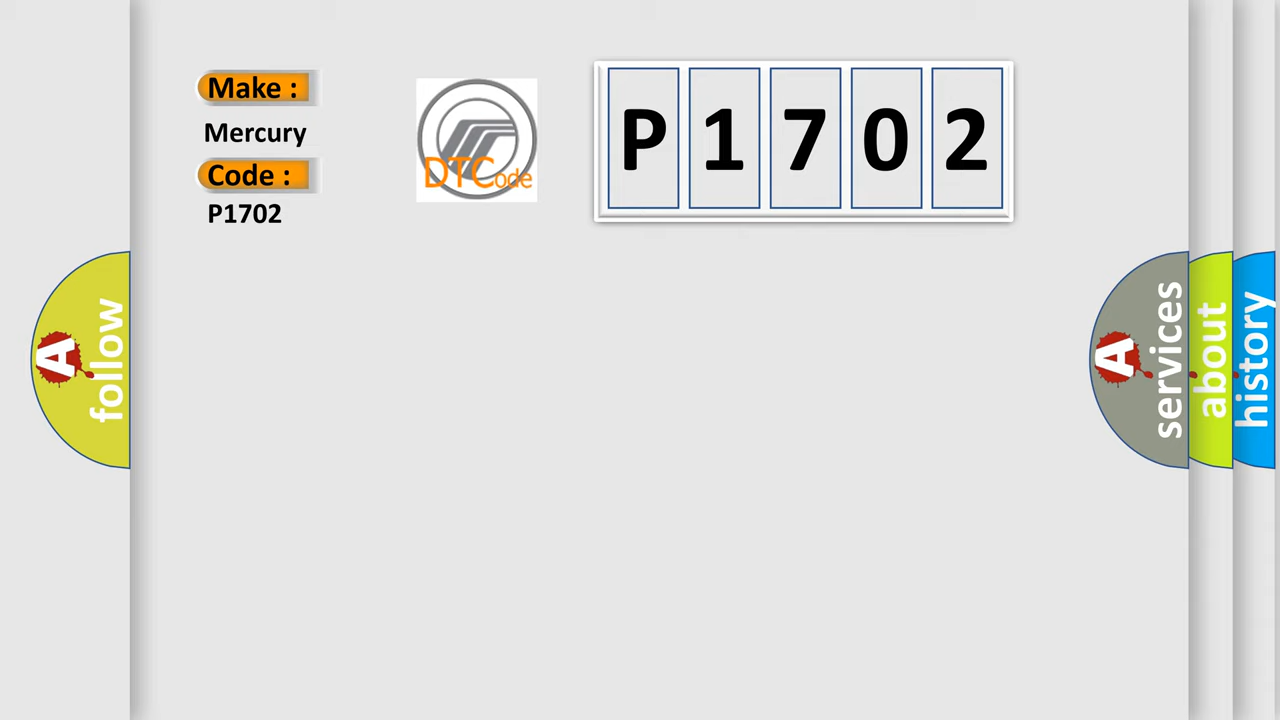 Make :
Mercury
Code :
P1702
DTCode
P 1 7 0 2
A follow
A services
about
history